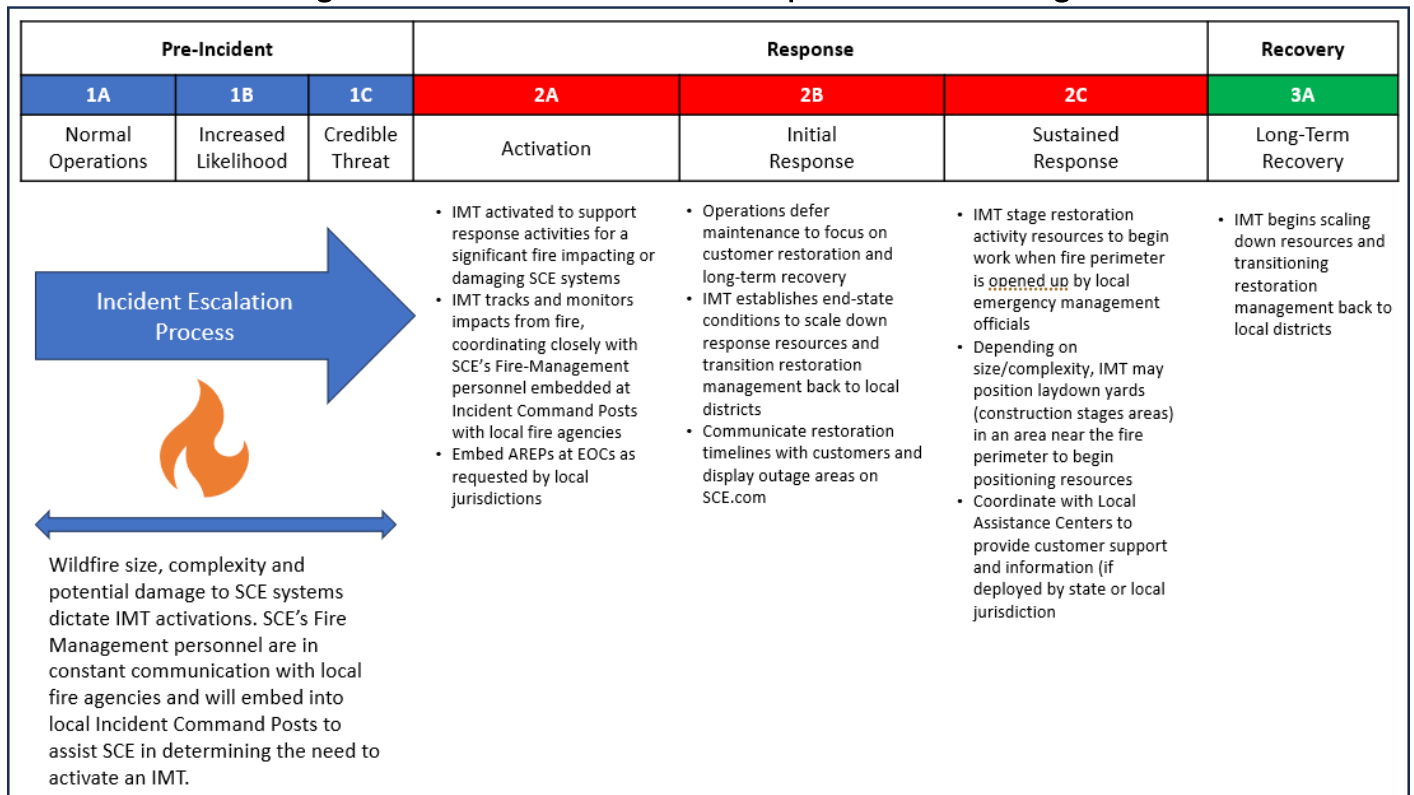 Pre-Incident
Response
Recovery
1A
1B
1C
2A
2B
2C
3A
Normal
Operations
Increased
Likelihood
Credible
Threat
Activation
Initial
Response
Sustained
Response
Long-Term
Recovery
Incident Escalation
Process
Wildfire size, complexity and
potential damage to SCE systems
dictate IMT activations. SCE's Fire
Management personnel are in
constant communication with local
fire agencies and will embed into
local Incident Command Posts to
assist SCE in determining the need to
activate an IMT.
• IMT activated to support
response activities for a
significant fire impacting or
damaging SCE systems
• IMT tracks and monitors
impacts from fire,
coordinating closely with
SCE's Fire-Management
personnel embedded at
Incident Command Posts
with local fire agencies
• Embed AREPs at EOCs as
requested by local
jurisdictions
• Operations defer
maintenance to focus on
customer restoration and
long-term recovery
• IMT establishes end-state
conditions to scale down
response resources and
transition restoration
management back to local
districts
• Communicate restoration
timelines with customers and
display outage areas on
SCE.com
• IMT stage restoration
activity resources to begin
work when fire perimeter
is opened up by local
emergency management
officials
• Depending on
size/complexity, IMT may
position laydown yards
(construction stages areas)
in an area near the fire
perimeter to begin
positioning resources
• Coordinate with Local
Assistance Centers to
provide customer support
and information (if
deployed by state or local
jurisdiction
• IMT begins scaling
down resources and
transitioning
restoration
management back to
local districts